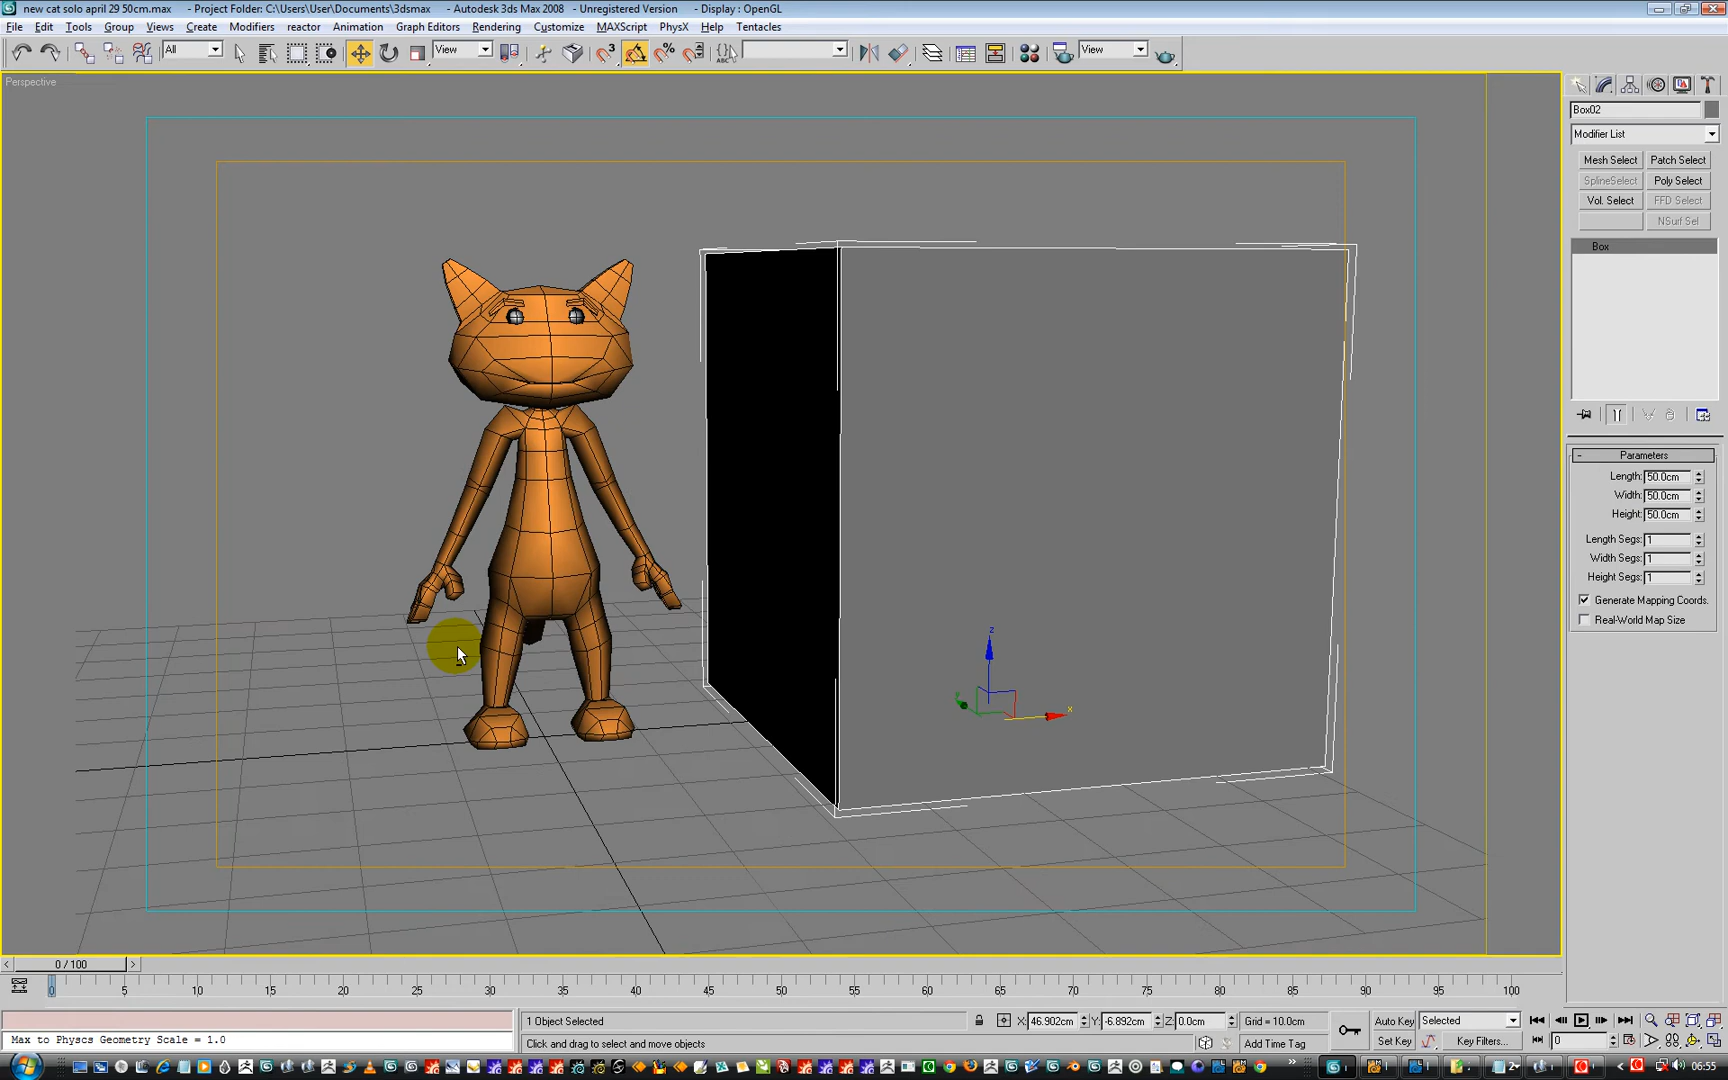 new cat solo april 29 50cm.max - Project Folder: C:\Users\User\Documents\3dsmax - Autodesk 3ds Max 2008 - Unregistered Version - Display : OpenGL
File Edit Tools Group Views Create Modifiers reactor Animation Graph Editors Rendering Customize MAXScript PhysX Help Tentacles
All View 3 ABC View
Perspective
Box02
Modifier List
Mesh Select Patch Select
SplineSelect Poly Select
Vol. Select FFD Select
NSurf Sel
Box
Parameters
Length: 50.0cm
Width: 50.0cm
Height: 50.0cm
Length Segs: 1
Width Segs: 1
Height Segs: 1
Generate Mapping Coords.
Real-World Map Size
z
x
0 / 100
0 5 10 15 20 25 30 35 40 45 50 55 60 65 70 75 80 85 90 95 100
1 Object Selected X: 46.902cm Y: -6.892cm Z: 0.0cm Grid = 10.0cm Auto Key Selected
Max to Physcs Geometry Scale = 1.0 Click and drag to select and move objects Add Time Tag Set Key Key Filters... 0
06:55